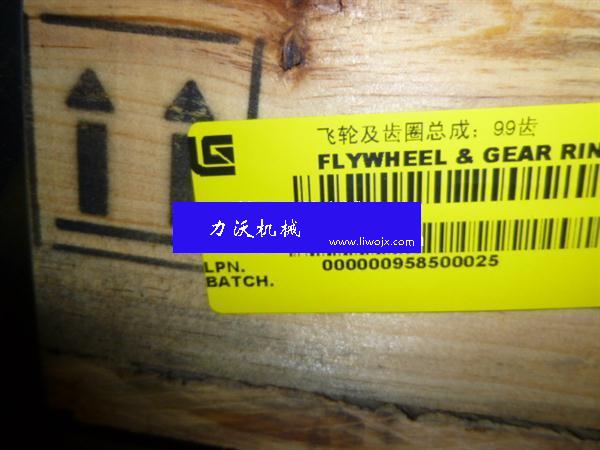 飞轮及齿圈总成：99齿
FLYWHEEL & GEAR RIN
力沃机械
www.liwojx.com
LPN.
000000958500025
BATCH.